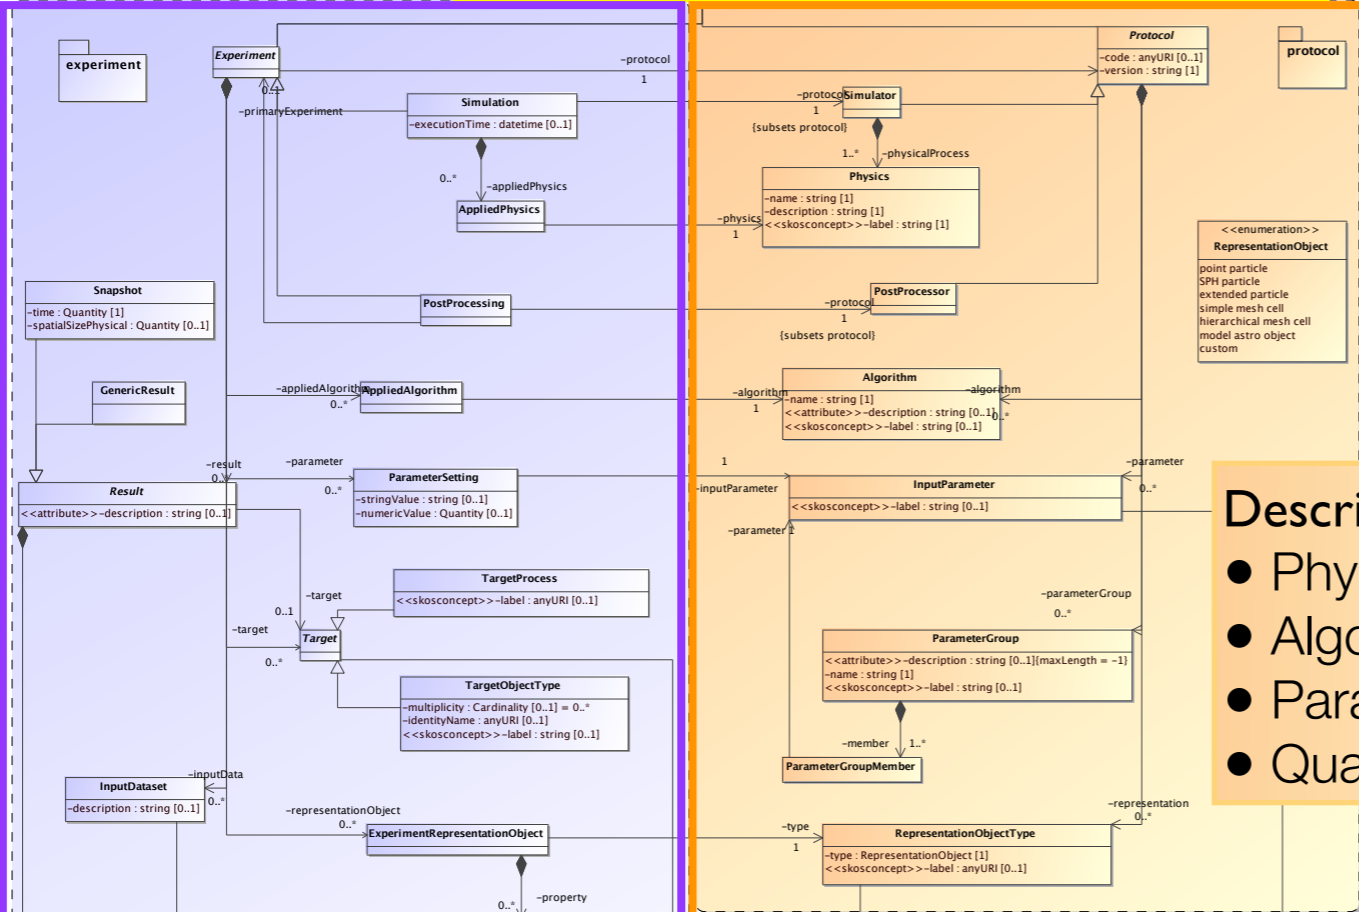 experiment
Experiment
0..1
-protocol
1
Protocol
-code : anyURI [0..1]
-version : string [1]
protocol
-primaryExperiment
Simulation
-executionTime : datetime [0..1]
-protocol
1
{subsets protocol}
Simulator
1..*
-physicalProcess
0..*
-appliedPhysics
AppliedPhysics
-physics
1
Physics
-name : string [1]
-description : string [1]
<<skosconcept>>-label : string [1]
<<enumeration>>
RepresentationObject
point particle
SPH particle
extended particle
simple mesh cell
hierarchical mesh cell
model astro object
custom
Snapshot
-time : Quantity [1]
-spatialSizePhysical : Quantity [0..1]
PostProcessing
-protocol
1
{subsets protocol}
PostProcessor
GenericResult
-appliedAlgorithm
0..*
AppliedAlgorithm
-algorithm
1
Algorithm
-name : string [1]
<<attribute>>-description : string [0..1]
<<skosconcept>>-label : string [0..1]
-algorithm
0..*
-result
0..*
-parameter
0..*
Result
<<attribute>>-description : string [0..1]
ParameterSetting
-stringValue : string [0..1]
-numericValue : Quantity [0..1]
1
-inputParameter
InputParameter
<<skosconcept>>-label : string [0..1]
-parameter
0..*
-parameter 1
Descri
• Phy
• Algo
• Para
• Qua
TargetProcess
<<skosconcept>>-label : anyURI [0..1]
-target
0..1
-target
0..*
Target
TargetObjectType
-multiplicity : Cardinality [0..1] = 0..*
-identityName : anyURI [0..1]
<<skosconcept>>-label : string [0..1]
-parameterGroup
0..*
ParameterGroup
<<attribute>>-description : string [0..1]{maxLength = -1}
-name : string [1]
<<skosconcept>>-label : string [0..1]
-member
1..*
ParameterGroupMember
-inputData
0..*
InputDataset
-description : string [0..1]
-representationObject
0..*
ExperimentRepresentationObject
-type
1
-representation
0..*
RepresentationObjectType
-type : RepresentationObject [1]
<<skosconcept>>-label : anyURI [0..1]
-property
0..*